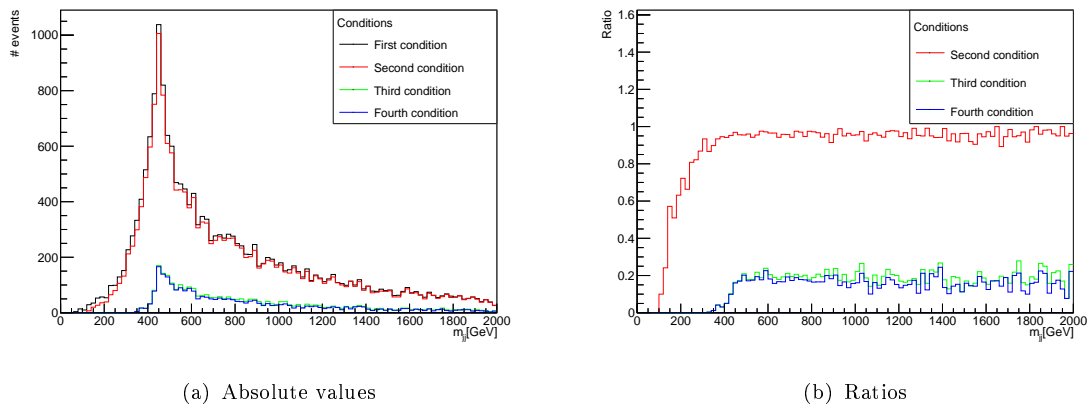 # events
1000
800
600
400
200
0
0 200 400 600 800 1000 1200 1400 1600 1800 2000
m_jj[GeV]
Conditions
First condition
Second condition
Third condition
Fourth condition
(a) Absolute values
Ratio
1.6
1.4
1.2
1
0.8
0.6
0.4
0.2
0
0 200 400 600 800 1000 1200 1400 1600 1800 2000
m_jj[GeV]
Conditions
Second condition
Third condition
Fourth condition
(b) Ratios